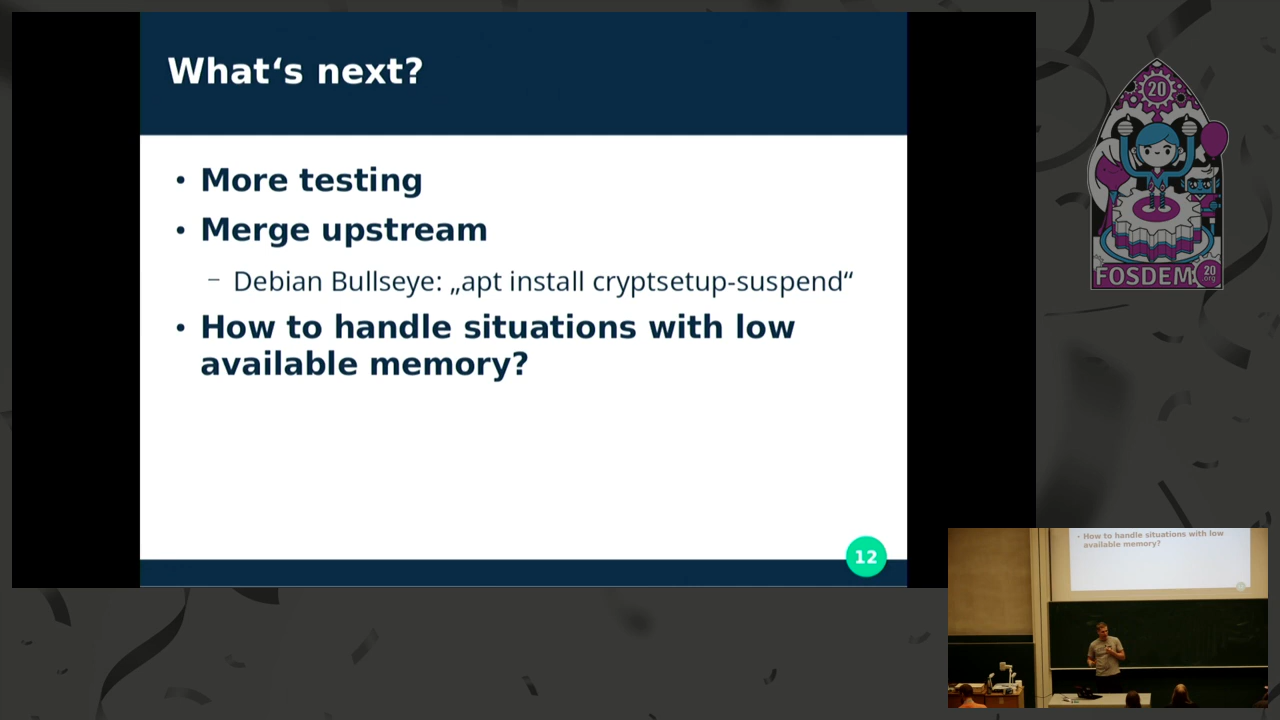 What‘s next?
• More testing
• Merge upstream
– Debian Bullseye: „apt install cryptsetup-suspend“
• How to handle situations with low
available memory?
12
20
FOSDEM 20
.org
• How to handle situations with low
available memory?